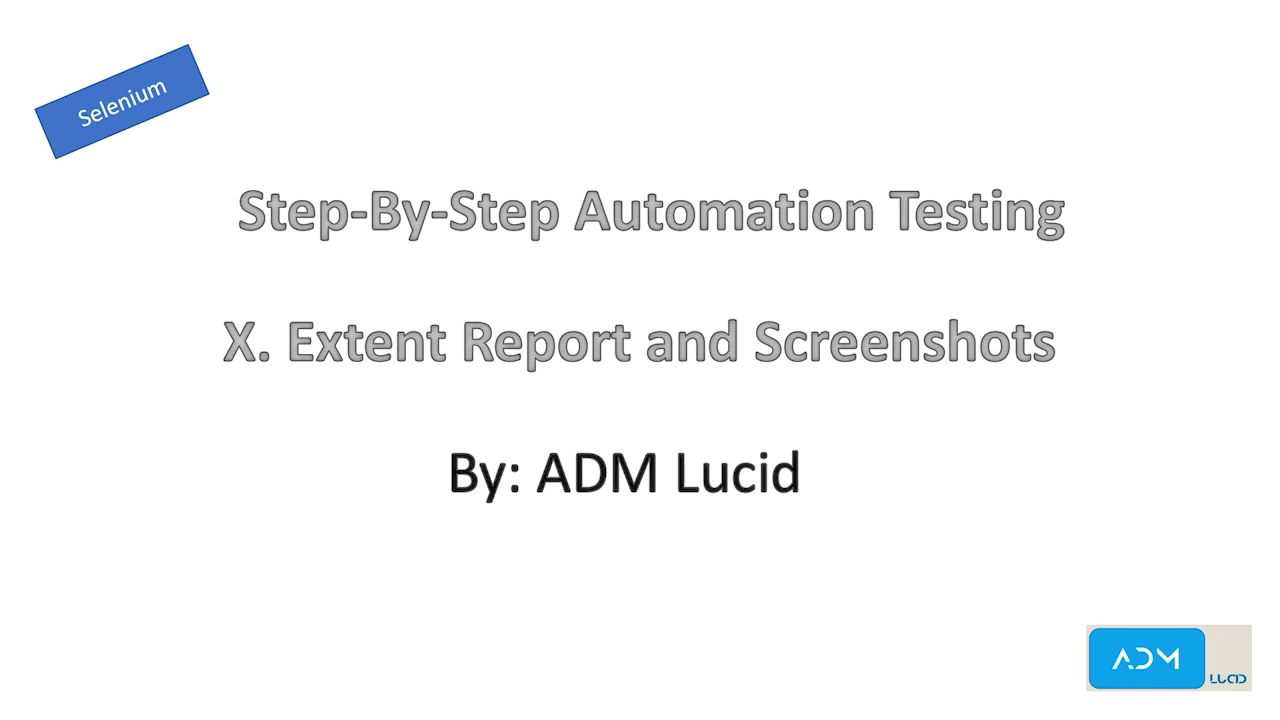 Selenium
Step-By-Step Automation Testing
X. Extent Report and Screenshots
By: ADM Lucid
ADM
LUCID